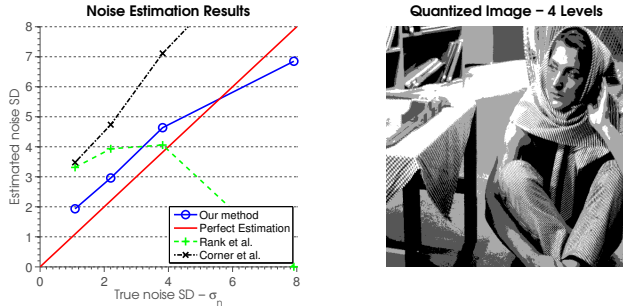 Noise Estimation Results
Quantized Image – 4 Levels
8
7
6
5
4
3
2
1
0
Estimated noise SD
Our method
Perfect Estimation
Rank et al.
Corner et al.
0 2 4 6 8
True noise SD – σn